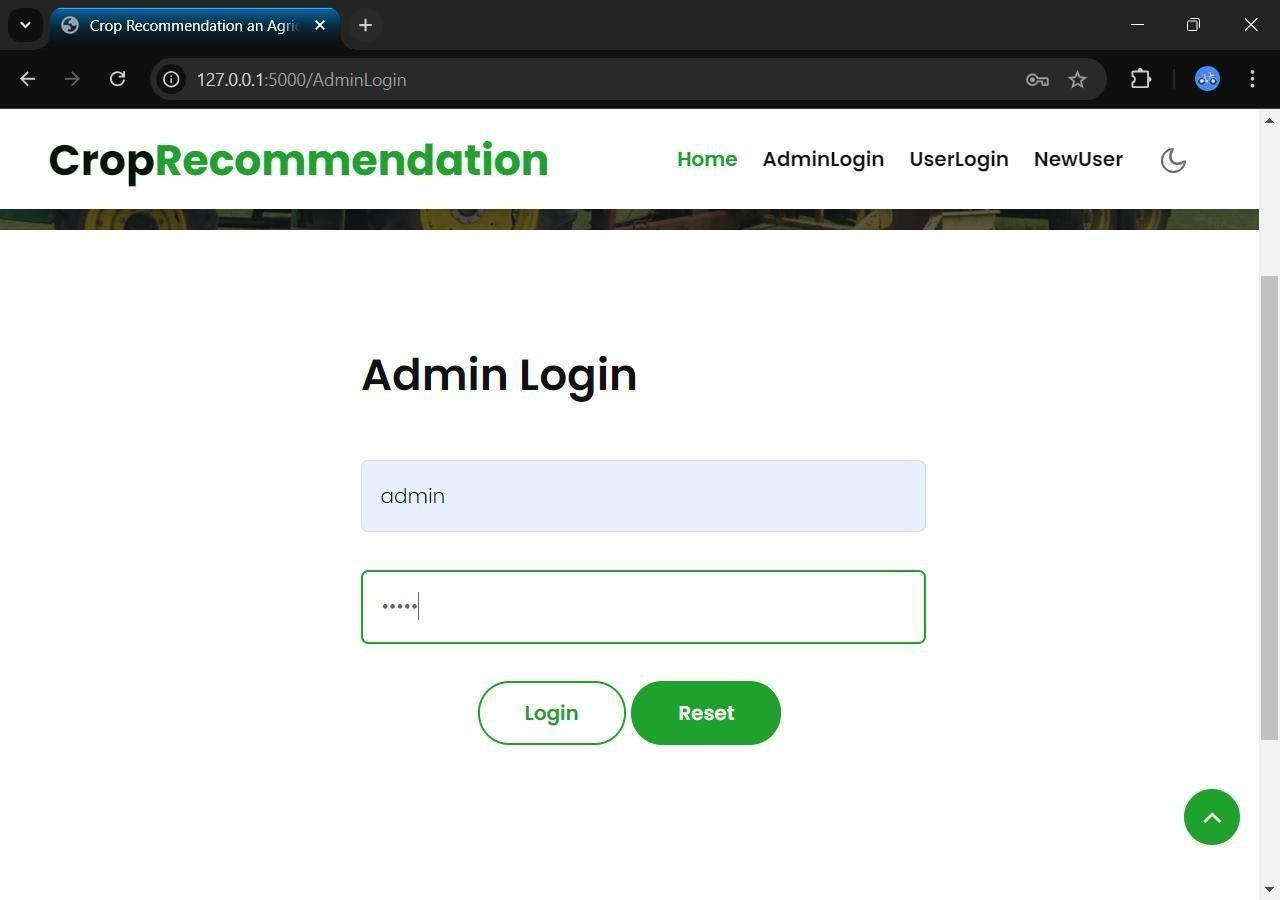 Crop Recommendation an Agri
127.0.0.1:5000/AdminLogin
CropRecommendation
Home AdminLogin UserLogin NewUser
Admin Login
admin
•••••
Login Reset